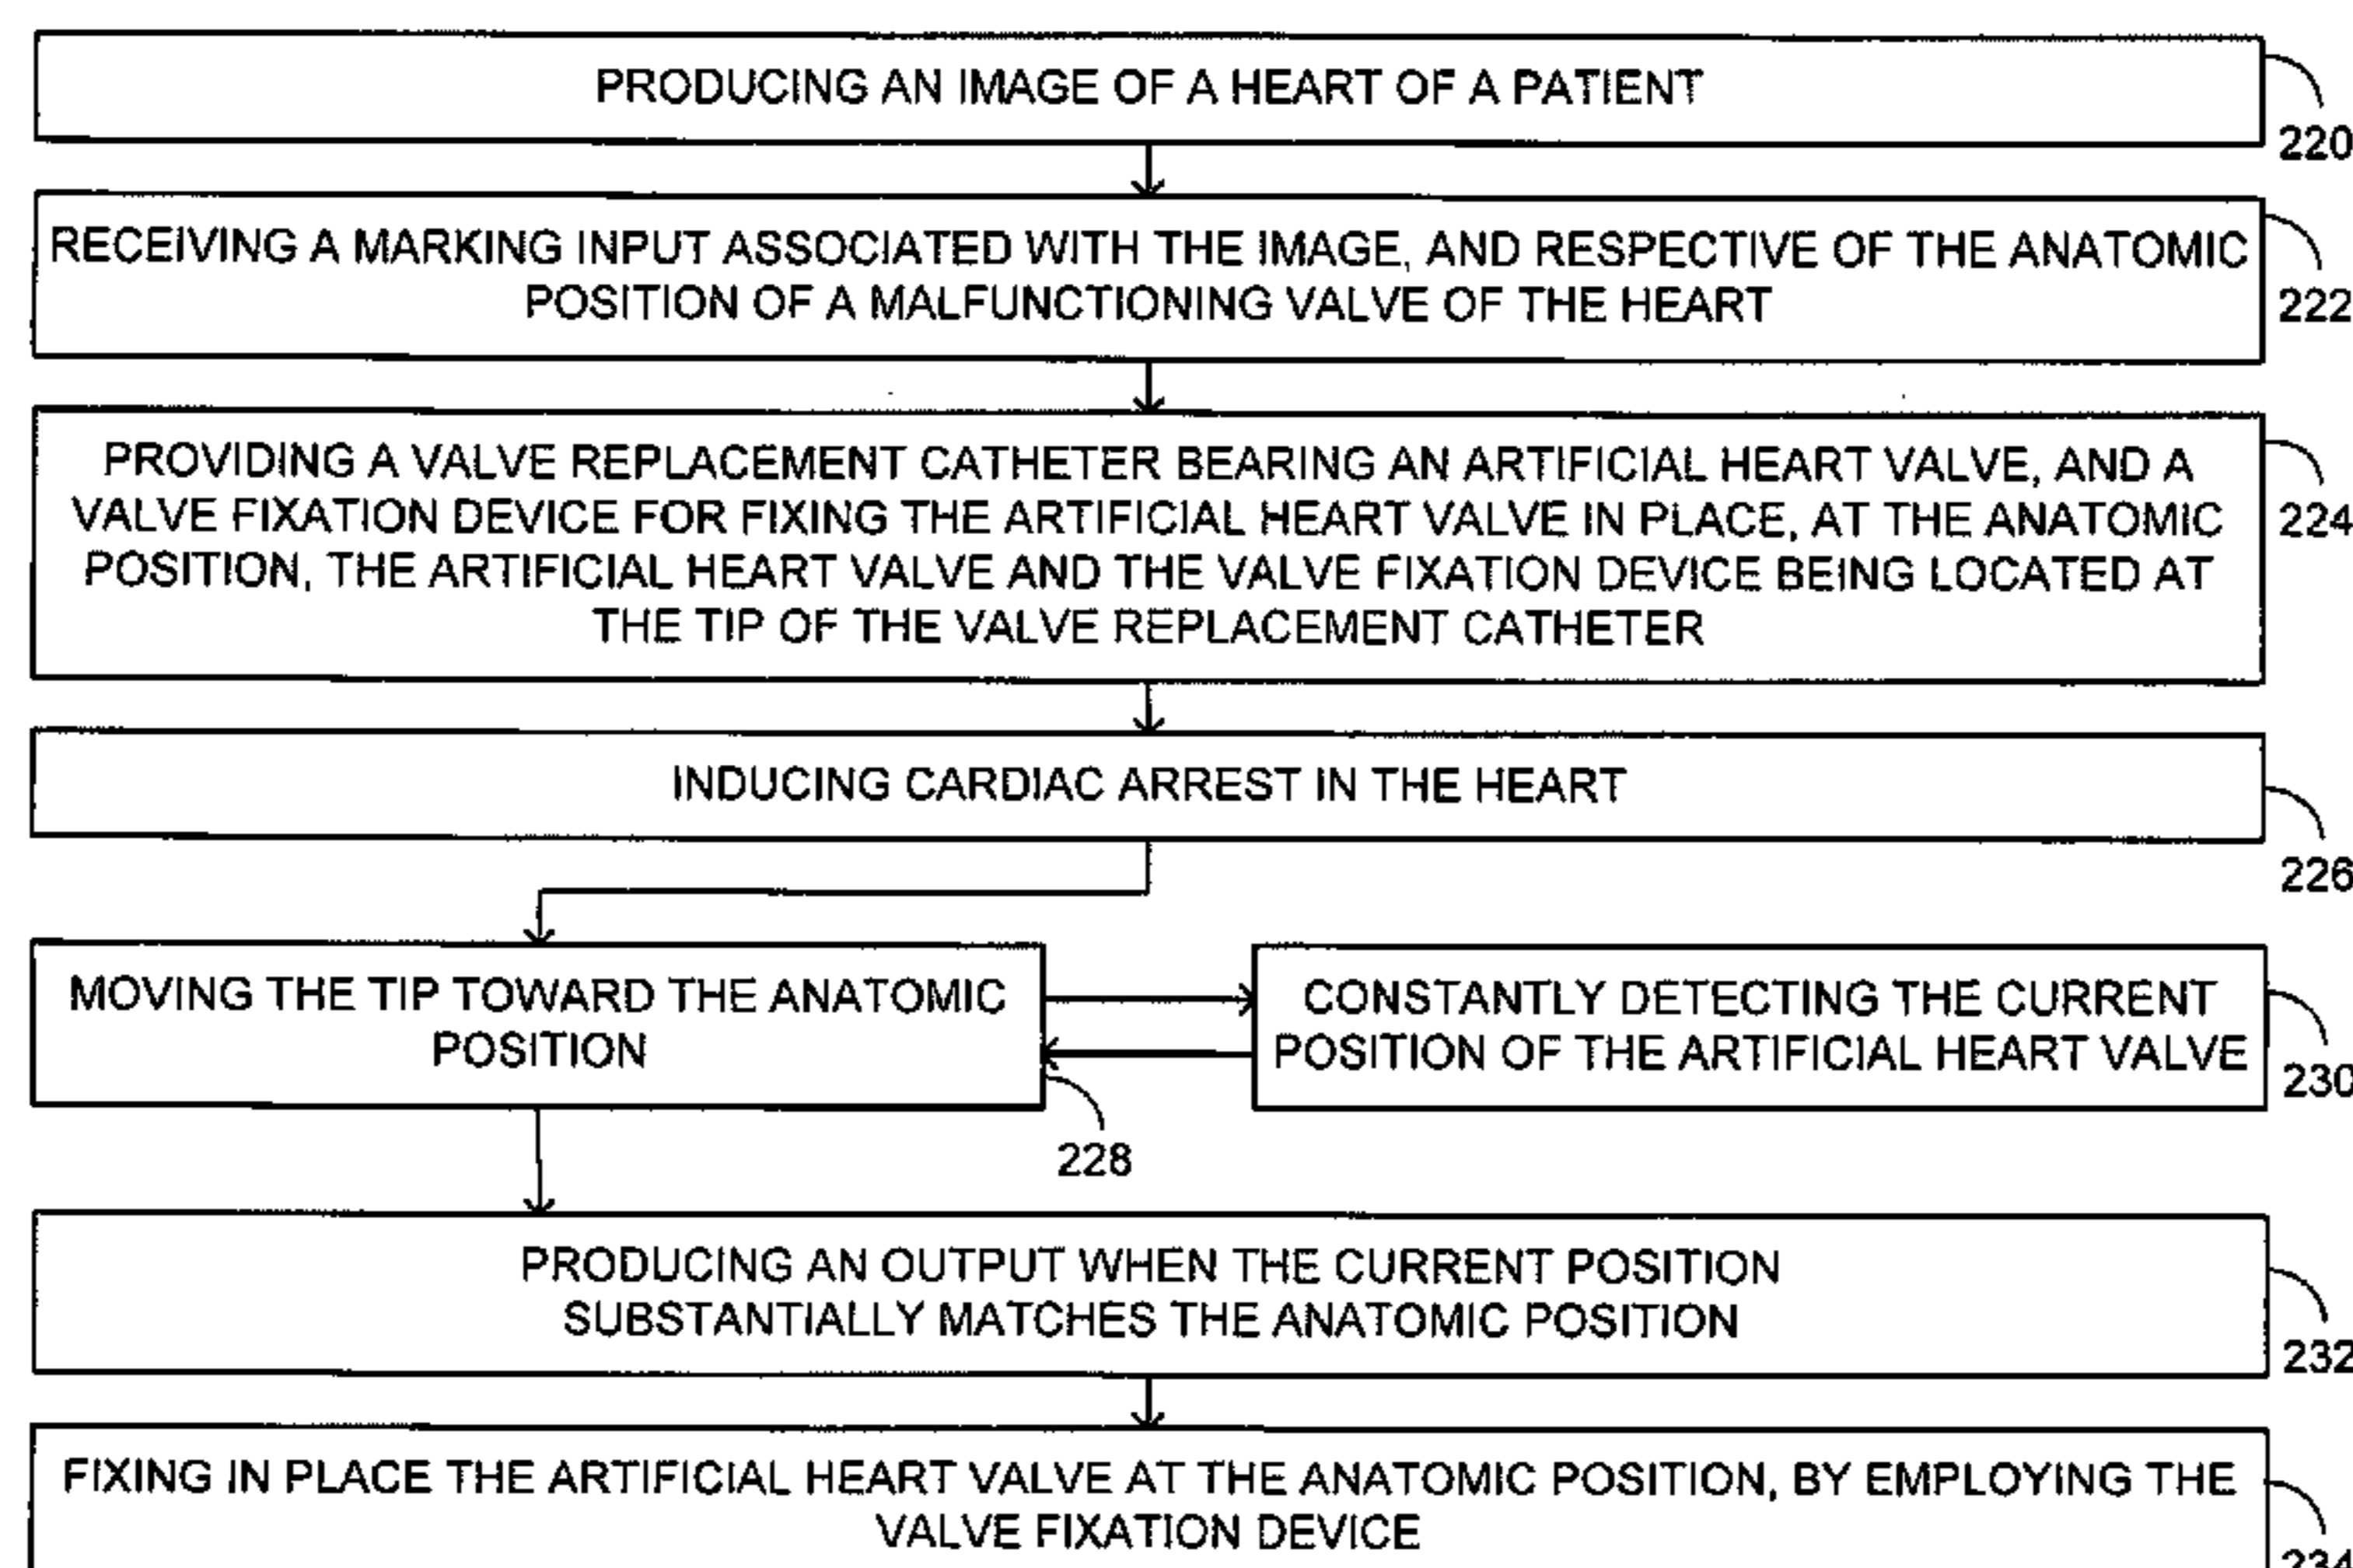 PRODUCING AN IMAGE OF A HEART OF A PATIENT
220
RECEIVING A MARKING INPUT ASSOCIATED WITH THE IMAGE, AND RESPECTIVE OF THE ANATOMIC
POSITION OF A MALFUNCTIONING VALVE OF THE HEART
222
PROVIDING A VALVE REPLACEMENT CATHETER BEARING AN ARTIFICIAL HEART VALVE, AND A
VALVE FIXATION DEVICE FOR FIXING THE ARTIFICIAL HEART VALVE IN PLACE, AT THE ANATOMIC
POSITION, THE ARTIFICIAL HEART VALVE AND THE VALVE FIXATION DEVICE BEING LOCATED AT
THE TIP OF THE VALVE REPLACEMENT CATHETER
224
INDUCING CARDIAC ARREST IN THE HEART
226
MOVING THE TIP TOWARD THE ANATOMIC
POSITION
228
CONSTANTLY DETECTING THE CURRENT
POSITION OF THE ARTIFICIAL HEART VALVE
230
PRODUCING AN OUTPUT WHEN THE CURRENT POSITION
SUBSTANTIALLY MATCHES THE ANATOMIC POSITION
232
FIXING IN PLACE THE ARTIFICIAL HEART VALVE AT THE ANATOMIC POSITION, BY EMPLOYING THE
VALVE FIXATION DEVICE
234